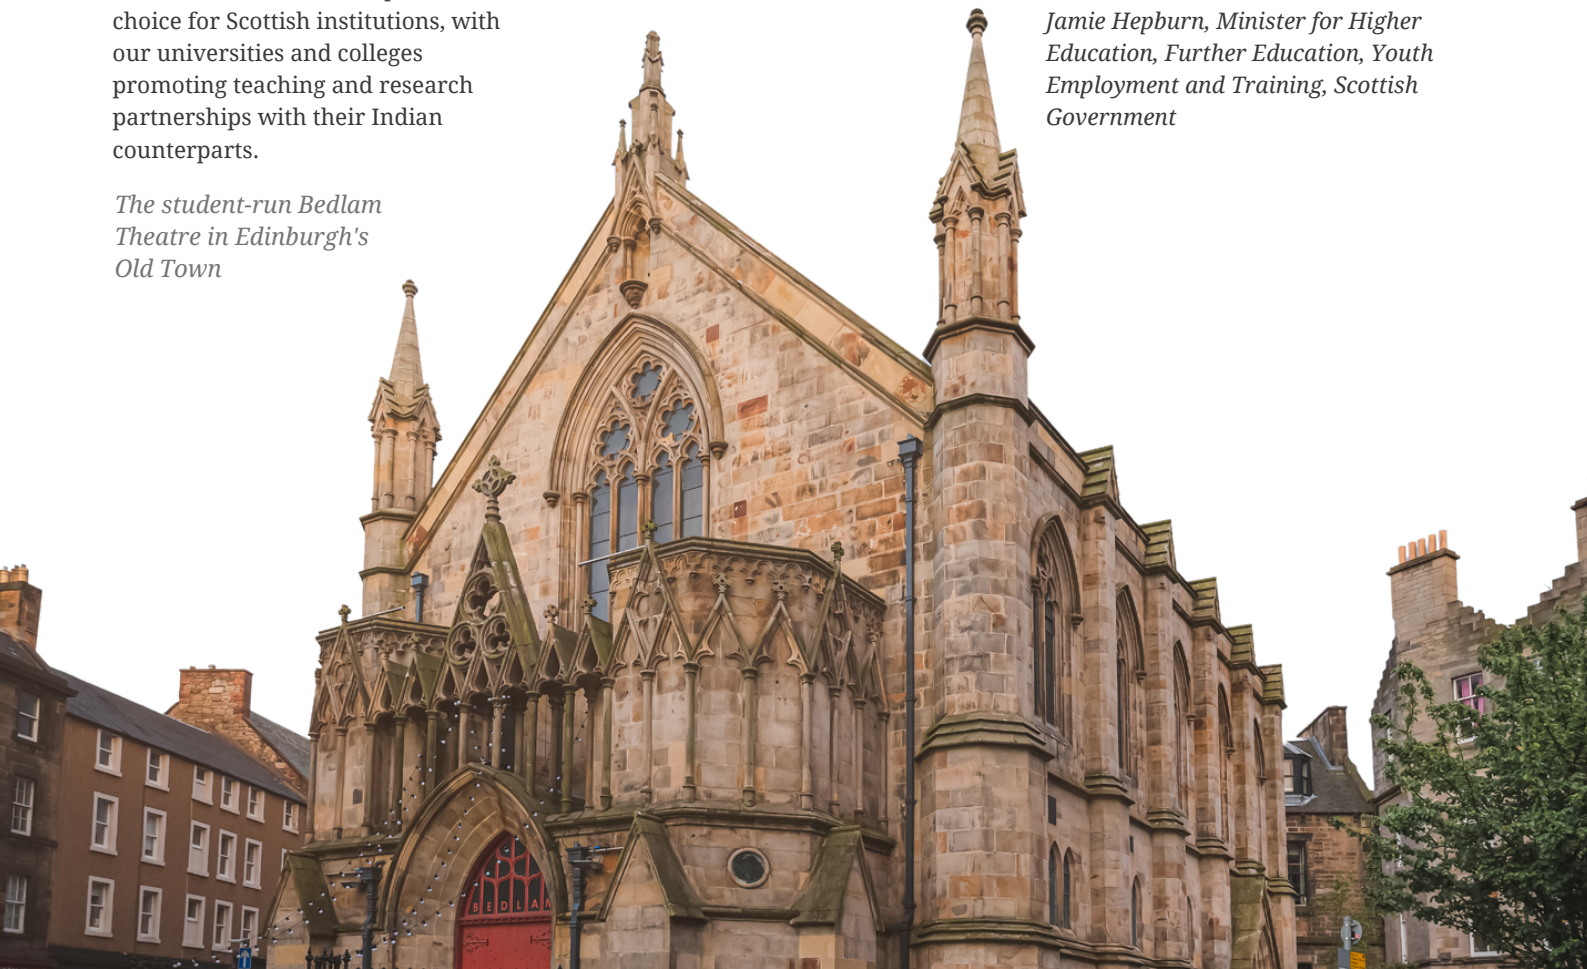 choice for Scottish institutions, with
our universities and colleges
promoting teaching and research
partnerships with their Indian
counterparts.
The student-run Bedlam
Theatre in Edinburgh's
Old Town
Jamie Hepburn, Minister for Higher
Education, Further Education, Youth
Employment and Training, Scottish
Government
BEDLAM